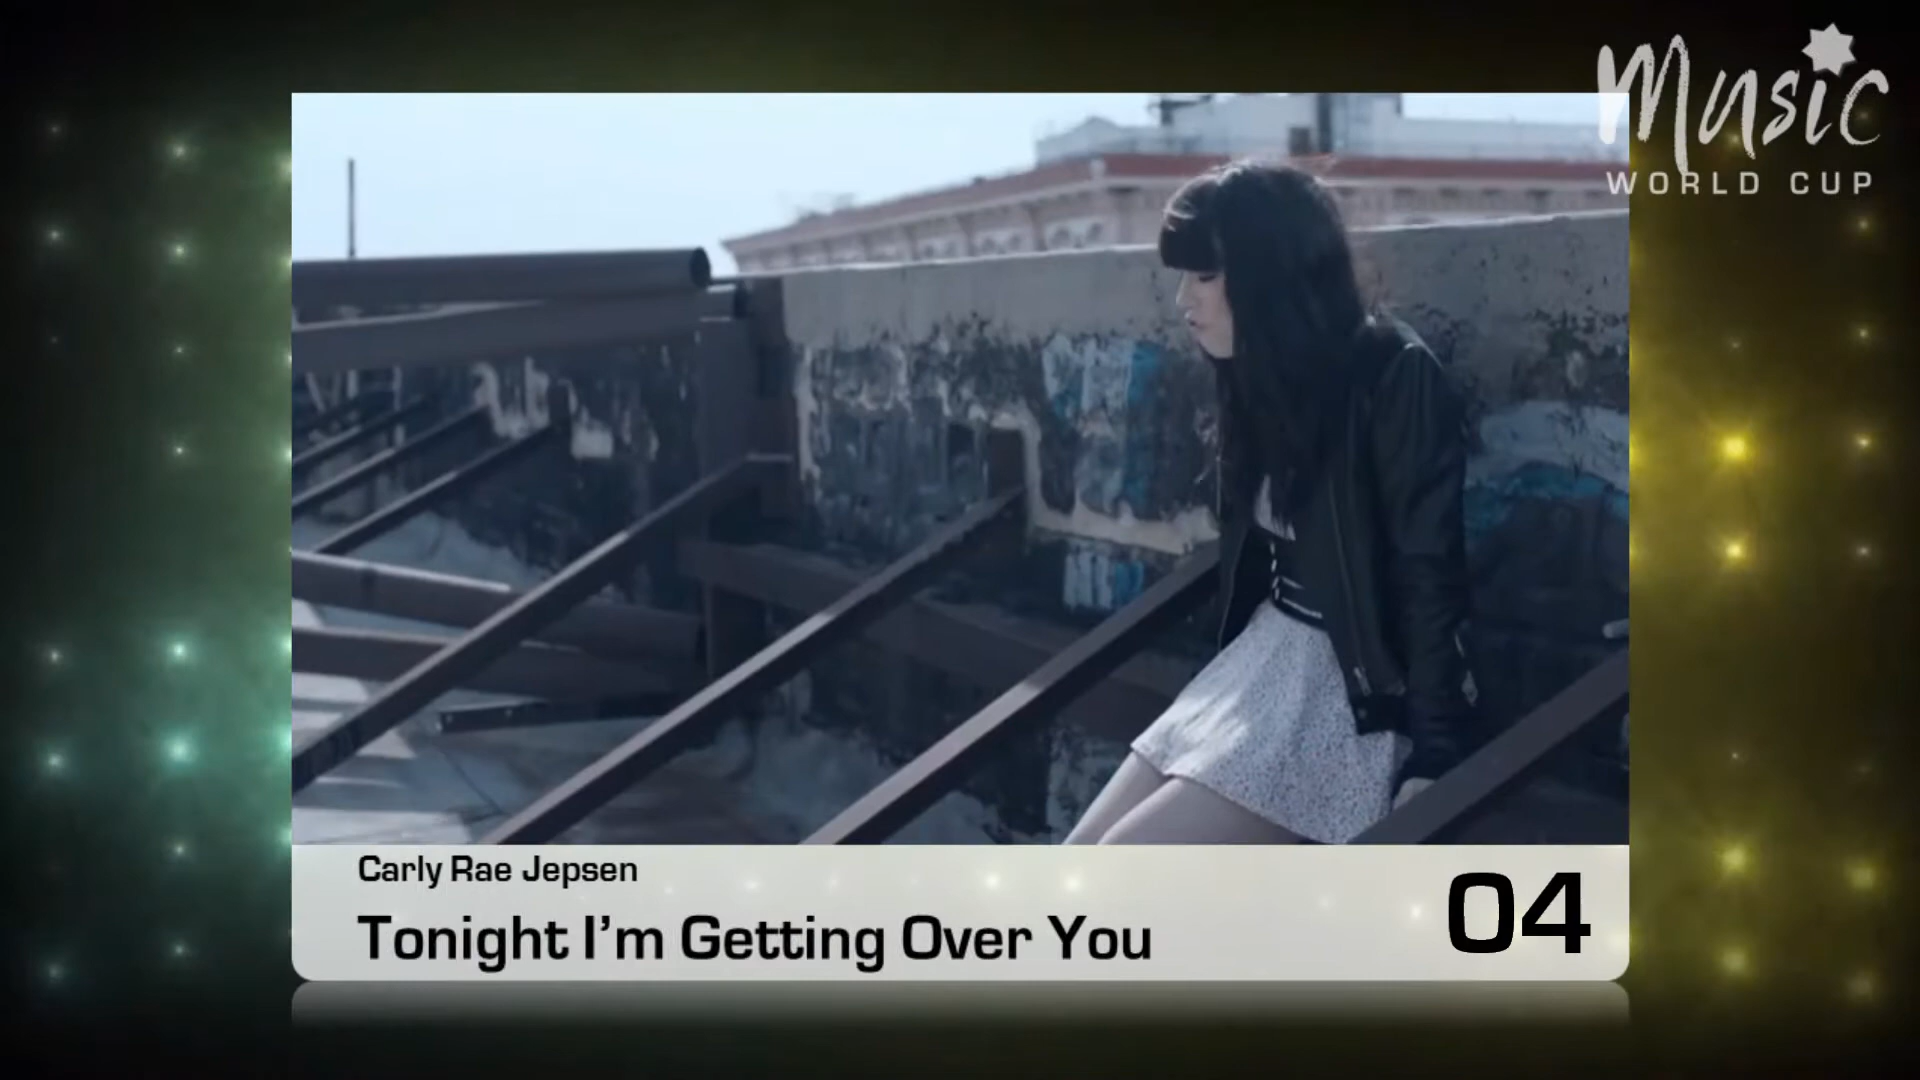 Music
WORLD CUP
Carly Rae Jepsen
Tonight I'm Getting Over You
04